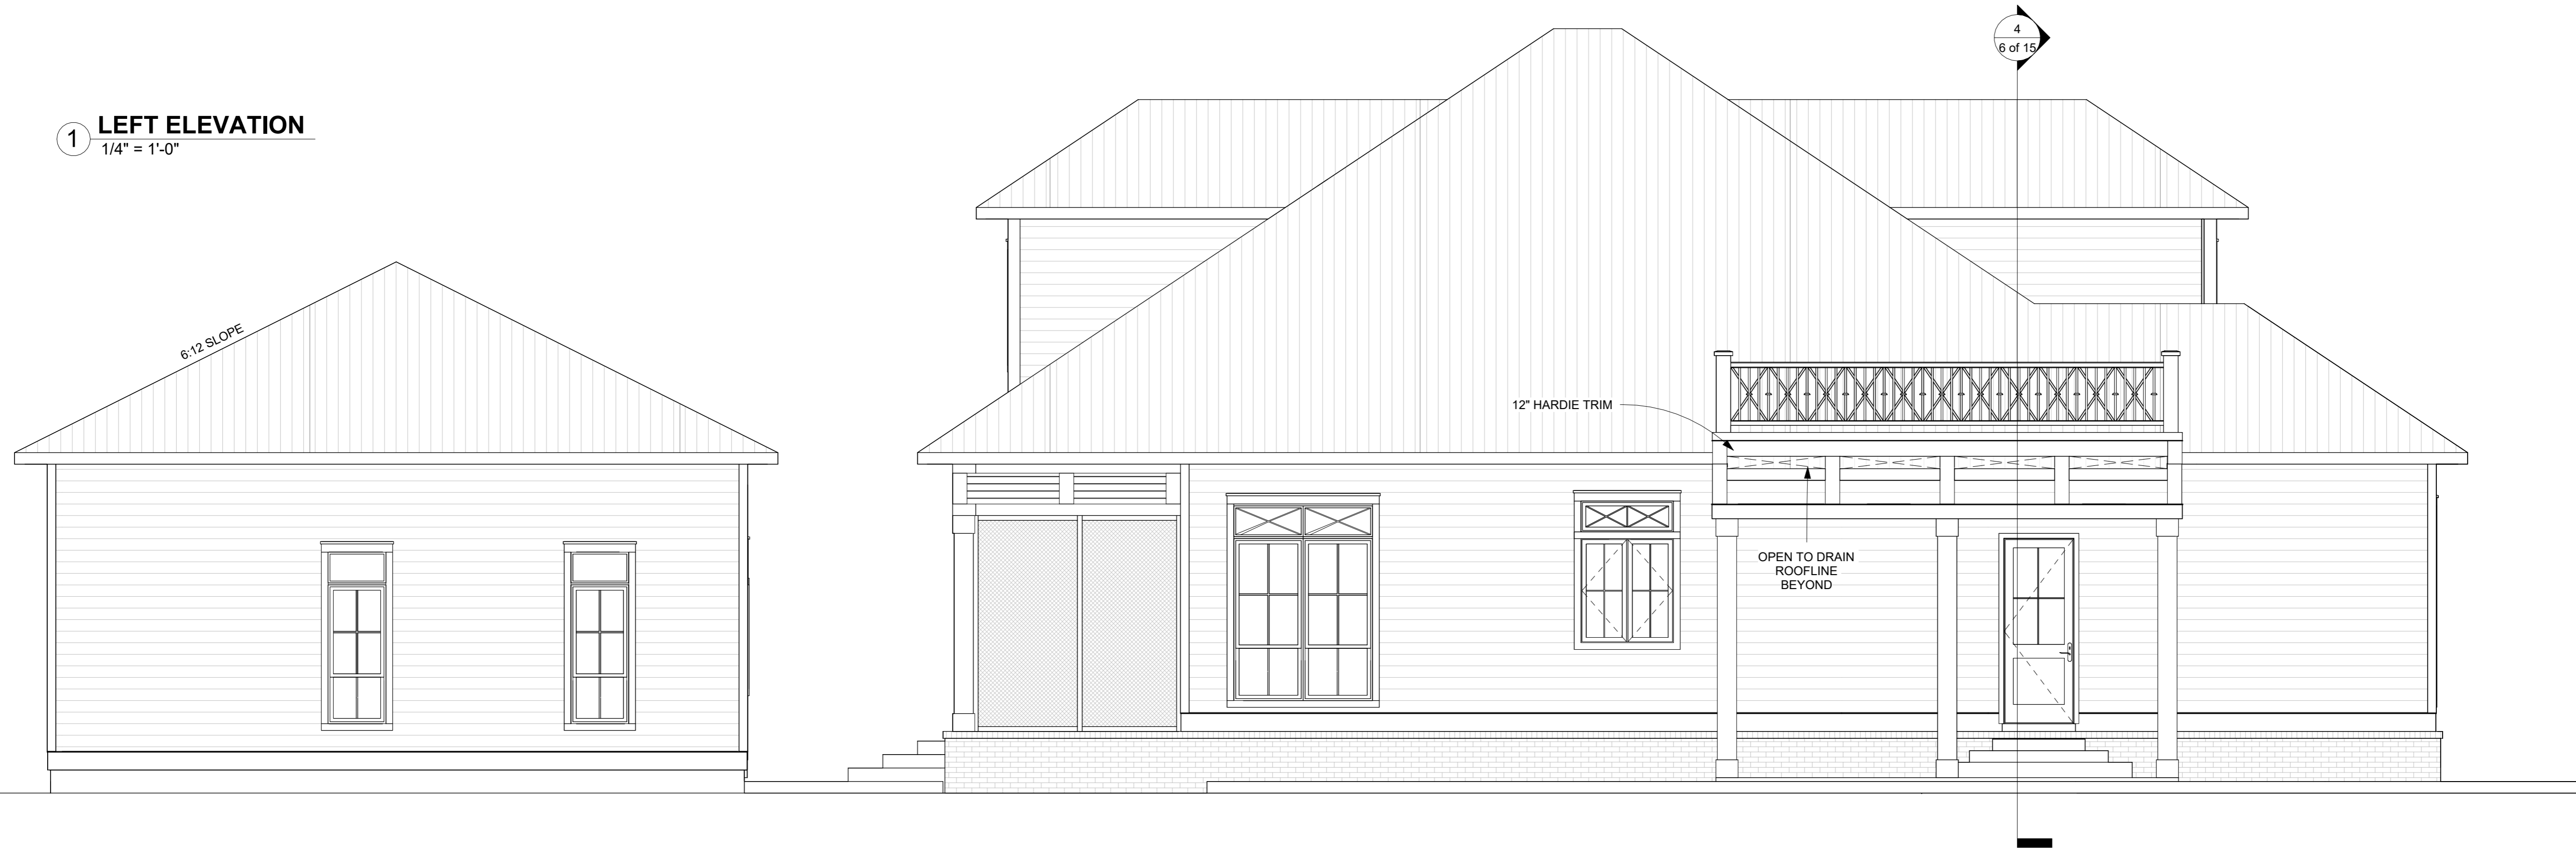 1
LEFT ELEVATION
1/4" = 1'-0"
4
6 of 15
6:12 SLOPE
12" HARDIE TRIM
OPEN TO DRAIN
ROOFLINE
BEYOND